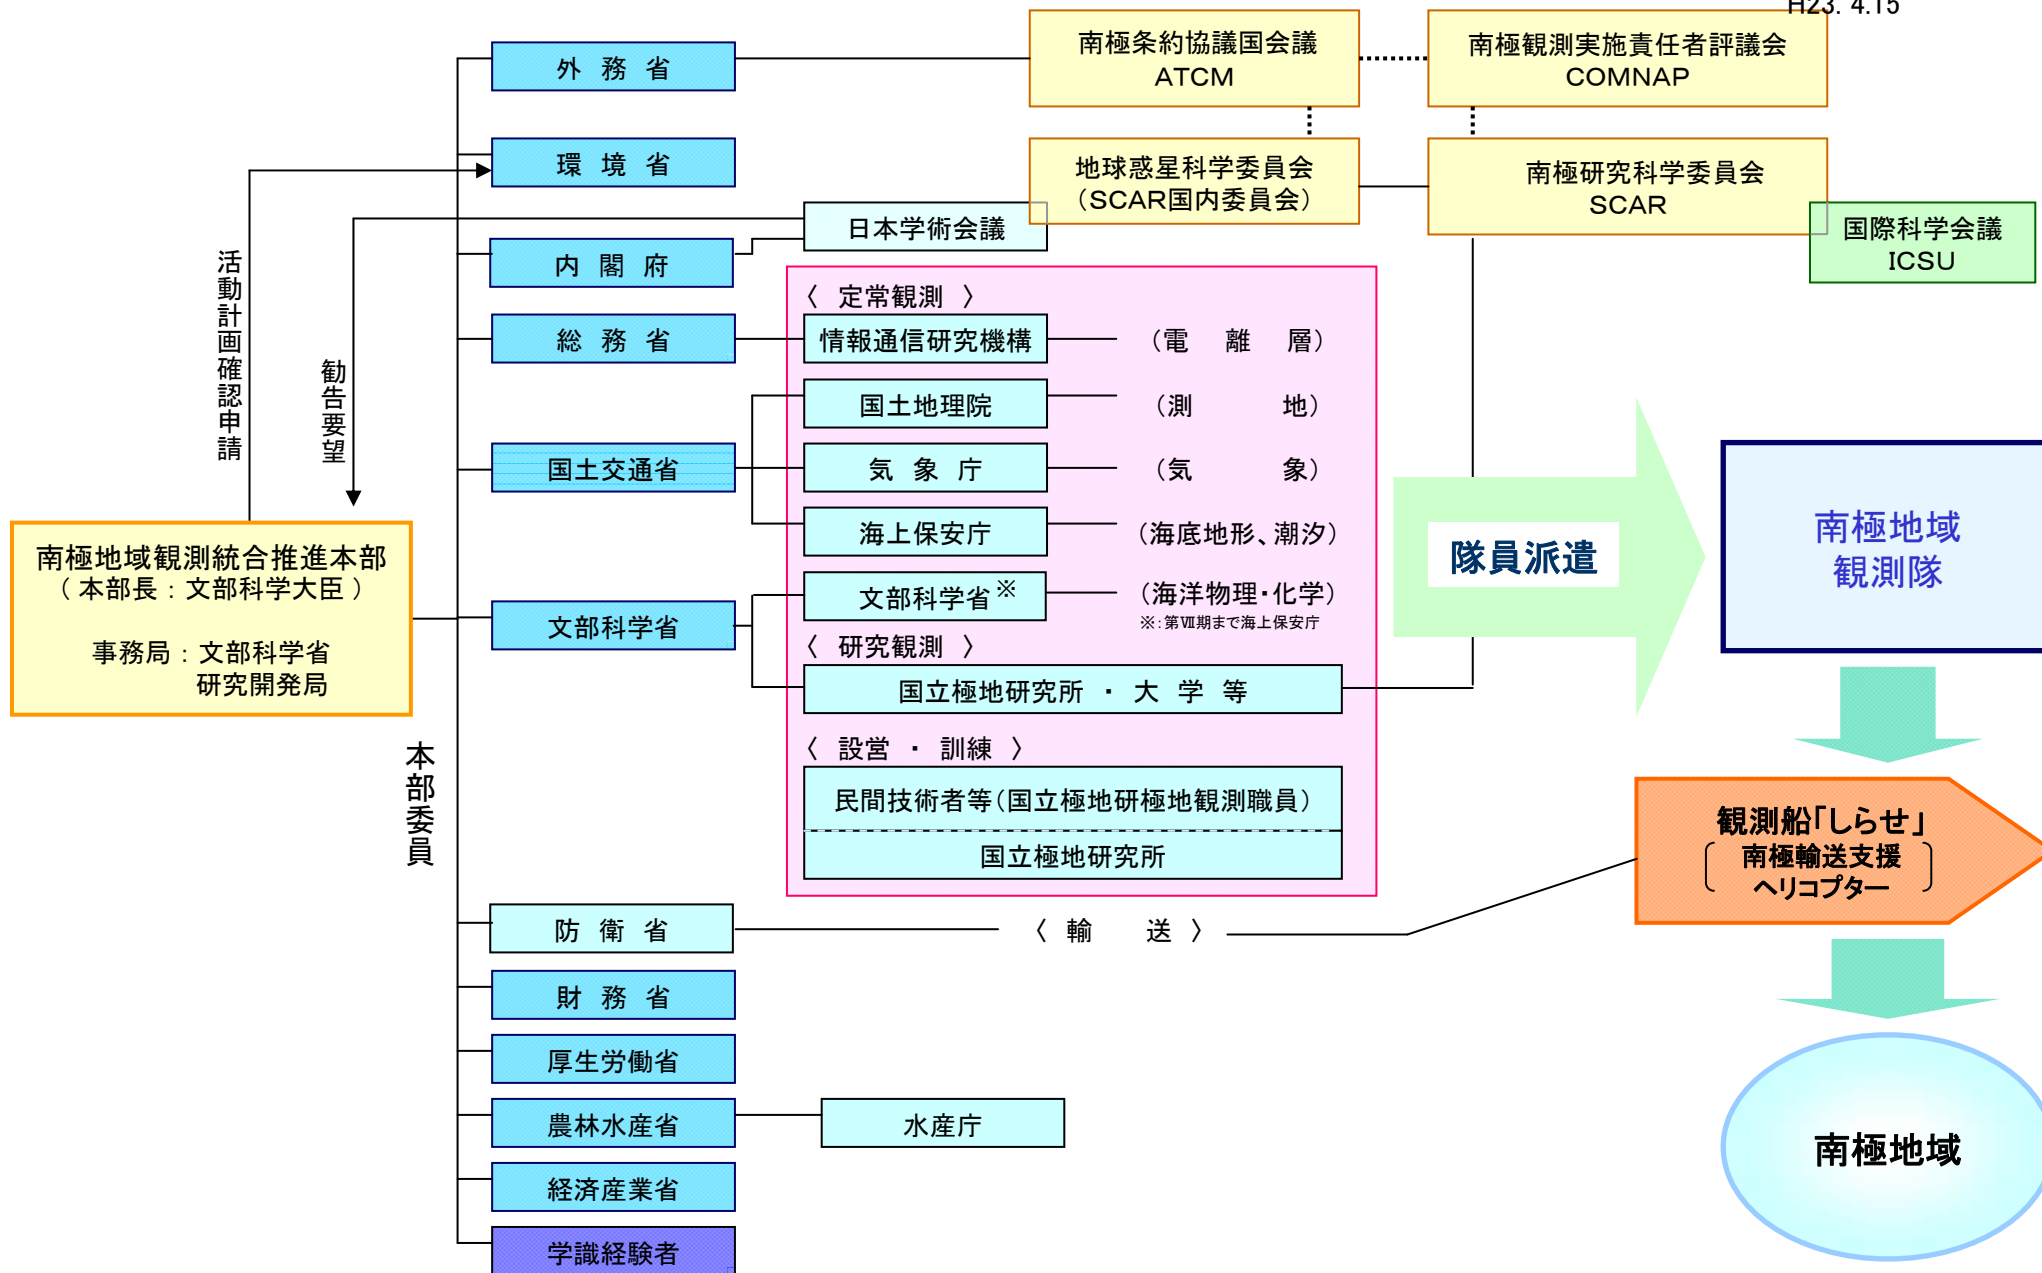 H23. 4.15
外 務 省
南極条約協議国会議
ATCM
南極観測実施責任者評議会
COMNAP
環 境 省
地球惑星科学委員会
（SCAR国内委員会）
南極研究科学委員会
SCAR
日本学術会議
国際科学会議
ICSU
内 閣 府
活動計画確認申請
勧告要望
〈 定常観測 〉
総 務 省
情報通信研究機構
（電 離 層）
国土地理院
（測 地）
国土交通省
気 象 庁
（気 象）
海上保安庁
（海底地形、潮汐）
南極地域観測統合推進本部
（ 本部長 : 文部科学大臣 ）
事務局 : 文部科学省
研究開発局
文部科学省
文部科学省※
（海洋物理・化学）
※：第Ⅶ期まで海上保安庁
〈 研究観測 〉
国立極地研究所 ・ 大 学 等
隊員派遣
南極地域
観測隊
本部委員
〈 設営 ・ 訓練 〉
民間技術者等（国立極地研極地観測職員）
国立極地研究所
観測船「しらせ」
南極輸送支援
ヘリコプター
防 衛 省
〈 輸 送 〉
財 務 省
厚生労働省
農林水産省
水産庁
経済産業省
学識経験者
南極地域